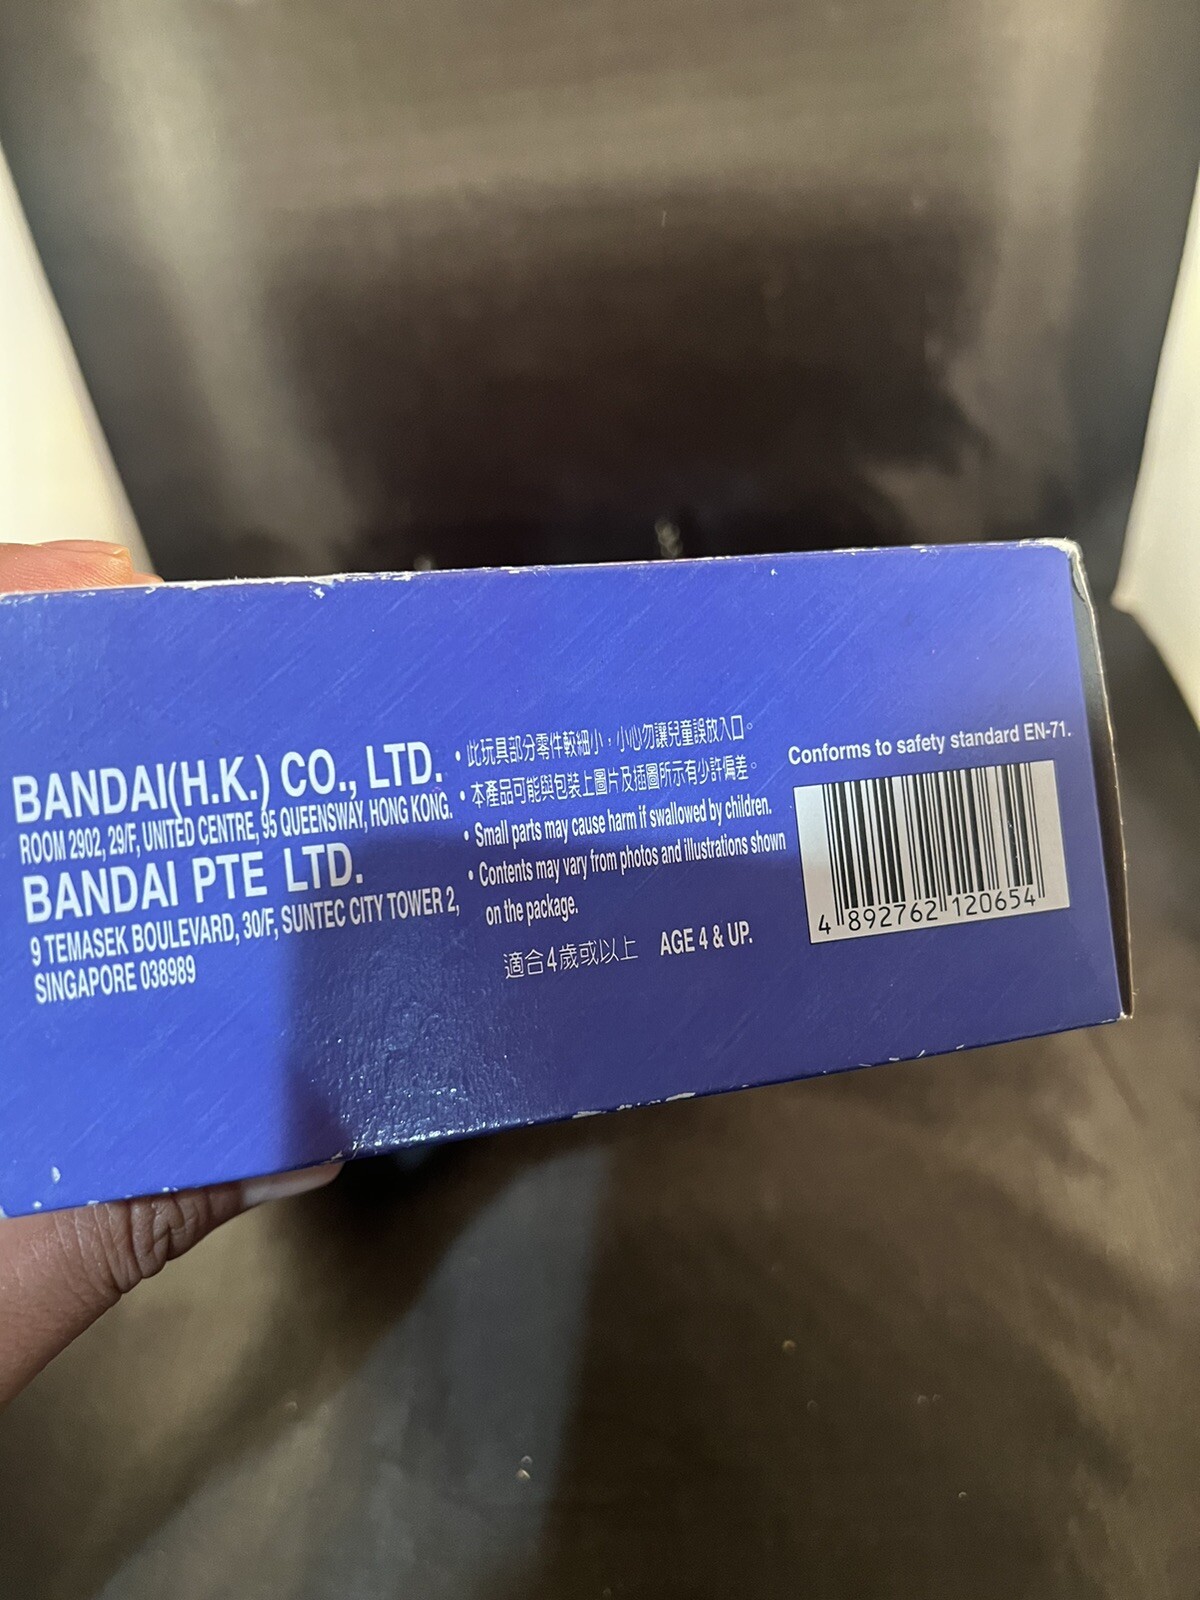 BANDAI(H.K.) CO., LTD.
ROOM 2902, 29/F, UNITED CENTRE, 95 QUEENSWAY, HONG KONG.
BANDAI PTE LTD.
9 TEMASEK BOULEVARD, 30/F, SUNTEC CITY TOWER 2,
SINGAPORE 038989
• 此玩具部分零件較細小，小心勿讓兒童誤放入口。
• 本產品可能與包裝上圖片及插圖所示有少許偏差。
• Small parts may cause harm if swallowed by children.
• Contents may vary from photos and illustrations shown
on the package.
適合4歲或以上 AGE 4 & UP.
Conforms to safety standard EN-71.
4 892762 120654